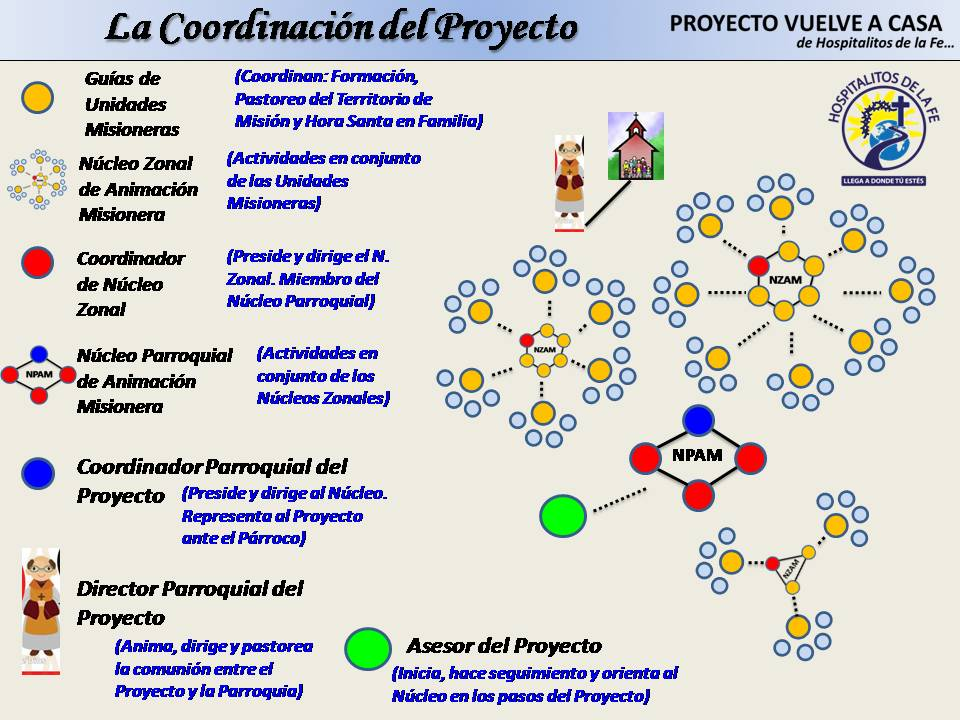 La Coordinación del Proyecto
PROYECTO VUELVE A CASA
de Hospitalitos de la Fe...
HOSPITALITOS DE LA FE
LLEGA A DONDE TÚ ESTÉS
Guías de
Unidades
Misioneras
(Coordinan: Formación,
Pastoreo del Territorio de
Misión y Hora Santa en Familia)
Núcleo Zonal
de Animación
Misionera
(Actividades en conjunto
de las Unidades
Misioneras)
Coordinador
de Núcleo
Zonal
(Preside y dirige el N.
Zonal. Miembro del
Núcleo Parroquial)
NPAM
Núcleo Parroquial
de Animación
Misionera
(Actividades en
conjunto de los
Núcleos Zonales)
Coordinador Parroquial del
Proyecto
(Preside y dirige al Núcleo.
Representa al Proyecto
ante el Párroco)
Director Parroquial del
Proyecto
(Anima, dirige y pastorea
la comunión entre el
Proyecto y la Parroquia)
Asesor del Proyecto
(Inicia, hace seguimiento y orienta al
Núcleo en los pasos del Proyecto)
NZAM
NZAM
NPAM
NZAM